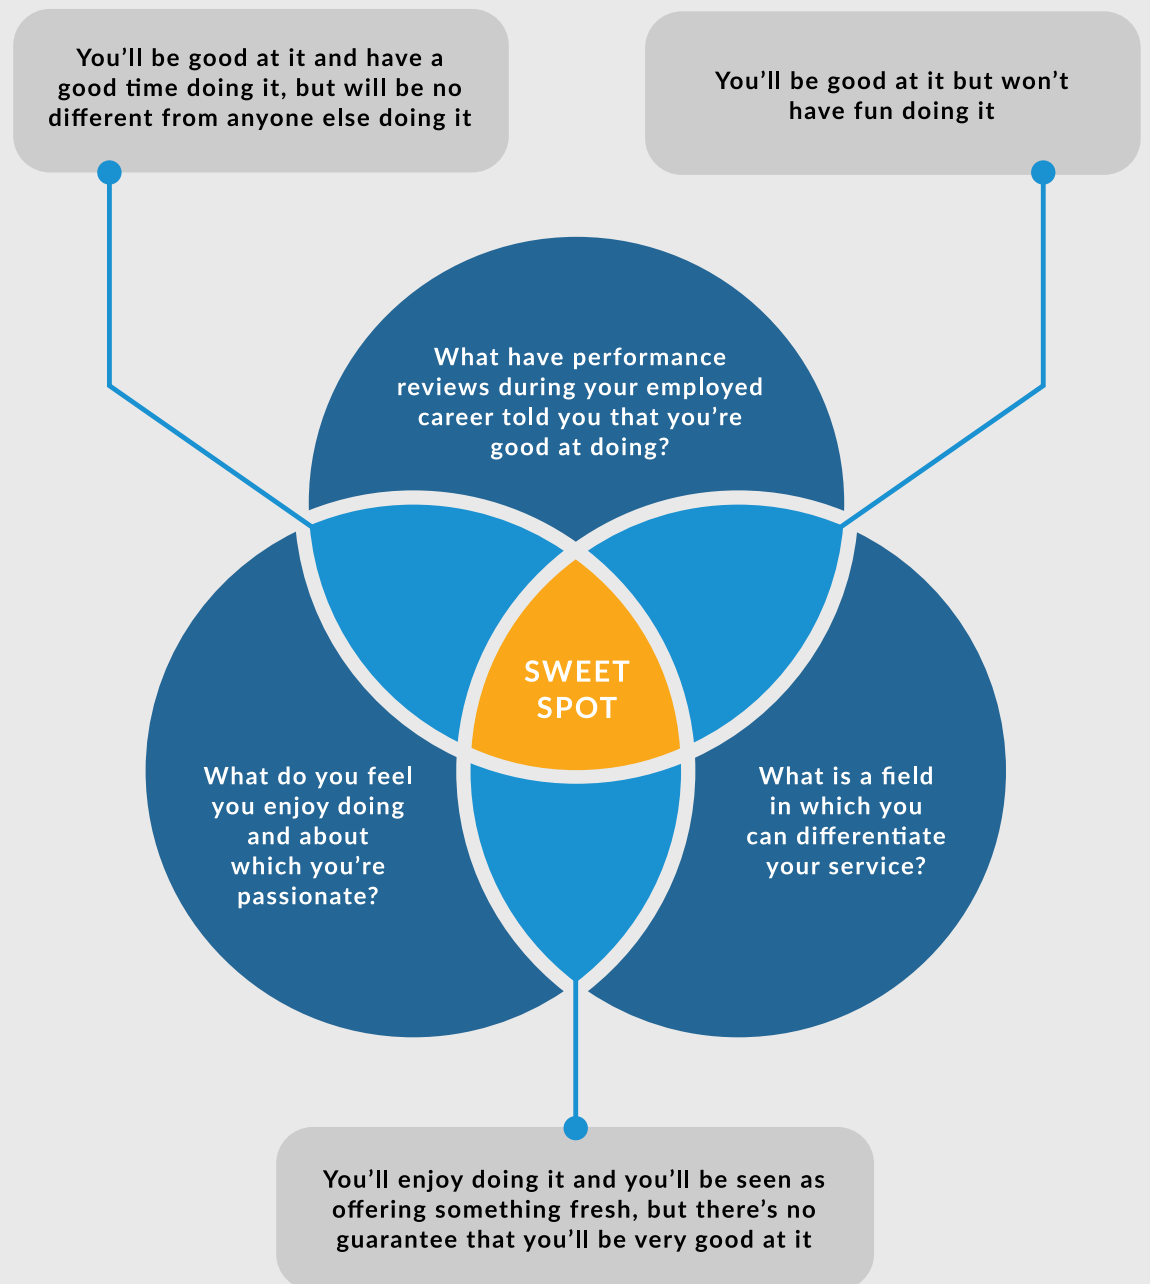 You’ll be good at it and have a
good time doing it, but will be no
different from anyone else doing it
You’ll be good at it but won’t
have fun doing it
What have performance
reviews during your employed
career told you that you’re
good at doing?
SWEET
SPOT
What do you feel
you enjoy doing
and about
which you’re
passionate?
What is a field
in which you
can differentiate
your service?
You’ll enjoy doing it and you’ll be seen as
offering something fresh, but there’s no
guarantee that you’ll be very good at it